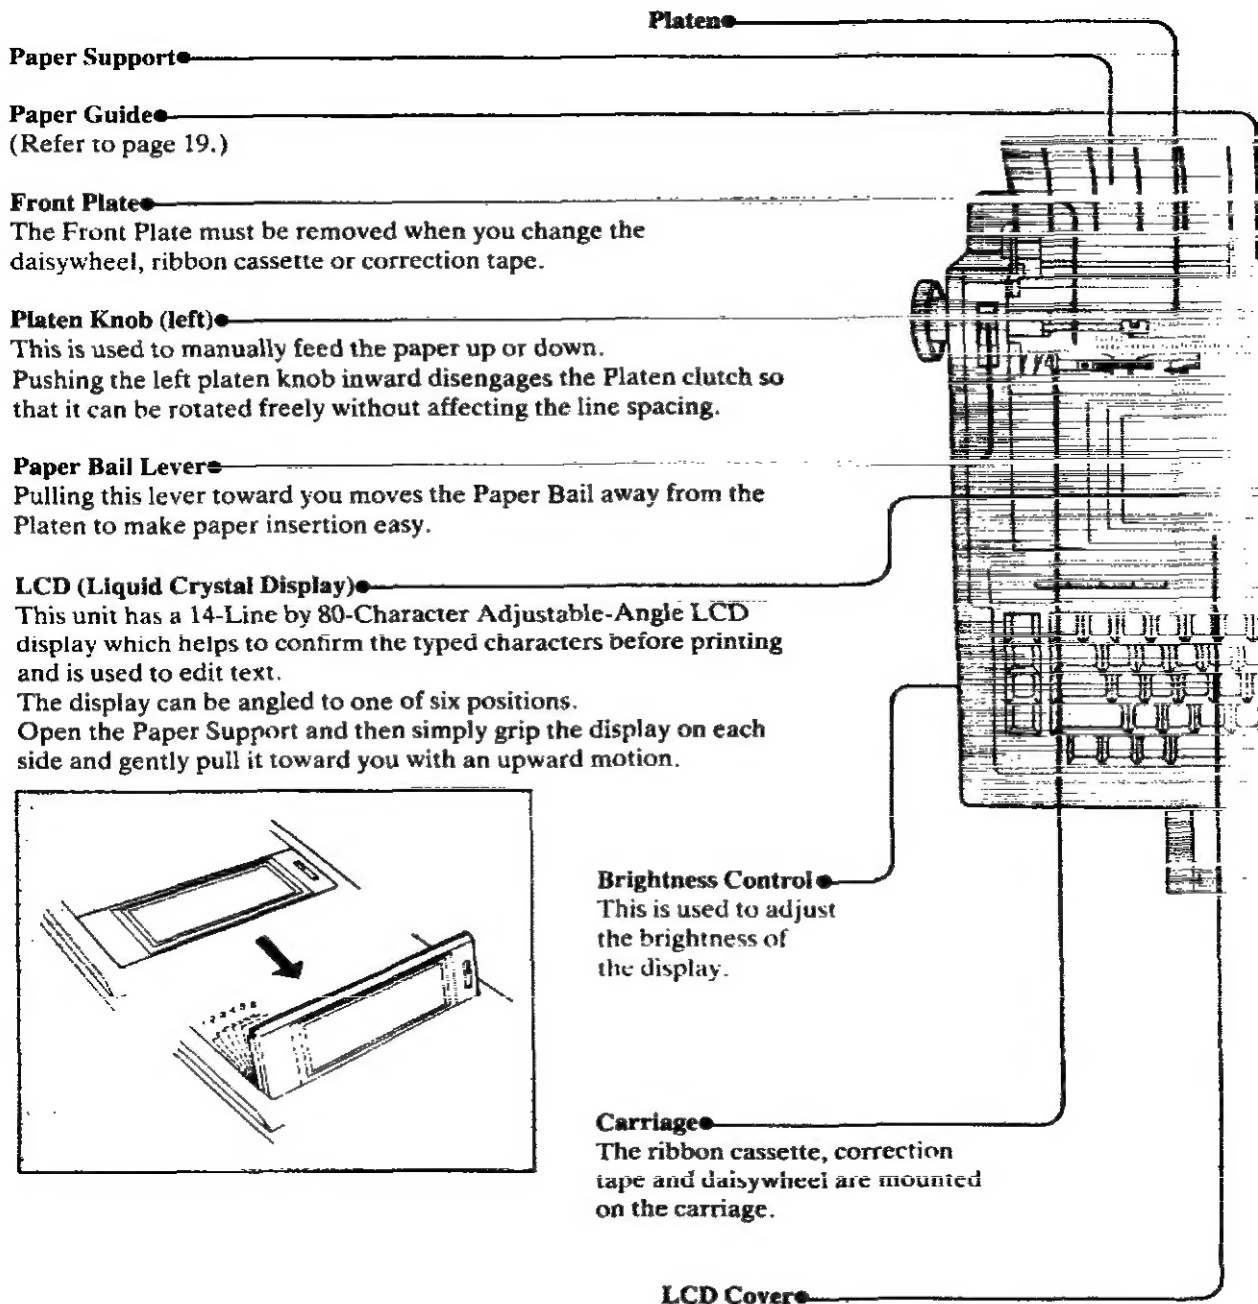 Platen
Paper Support
Paper Guide
(Refer to page 19.)
Front Plate
The Front Plate must be removed when you change the
daisywheel, ribbon cassette or correction tape.
Platen Knob (left)
This is used to manually feed the paper up or down.
Pushing the left platen knob inward disengages the Platen clutch so
that it can be rotated freely without affecting the line spacing.
Paper Bail Lever
Pulling this lever toward you moves the Paper Bail away from the
Platen to make paper insertion easy.
LCD (Liquid Crystal Display)
This unit has a 14-Line by 80-Character Adjustable-Angle LCD
display which helps to confirm the typed characters before printing
and is used to edit text.
The display can be angled to one of six positions.
Open the Paper Support and then simply grip the display on each
side and gently pull it toward you with an upward motion.
1 2 3 4 5 6
Brightness Control
This is used to adjust
the brightness of
the display.
Carriage
The ribbon cassette, correction
tape and daisywheel are mounted
on the carriage.
LCD Cover